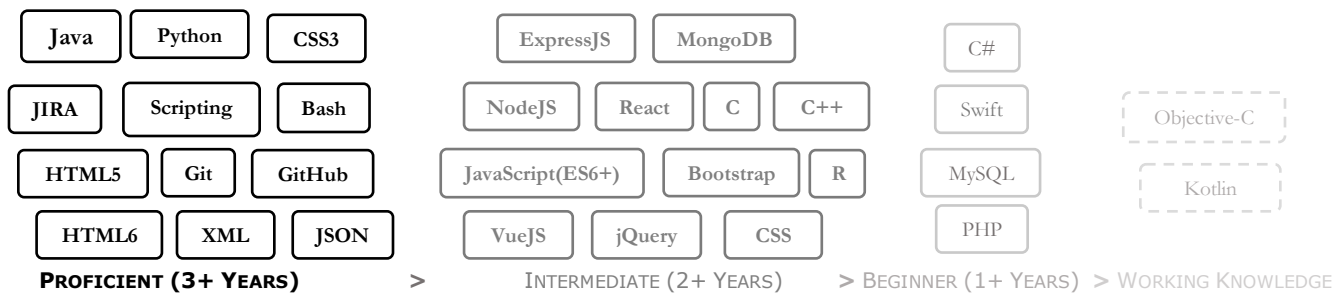 Java Python CSS3 ExpressJS MongoDB C#
JIRA Scripting Bash NodeJS React C C++ Swift Objective-C
HTML5 Git GitHub JavaScript(ES6+) Bootstrap R MySQL Kotlin
HTML6 XML JSON VueJS jQuery CSS PHP
PROFICIENT (3+ YEARS) > INTERMEDIATE (2+ YEARS) > BEGINNER (1+ YEARS) > WORKING KNOWLEDGE